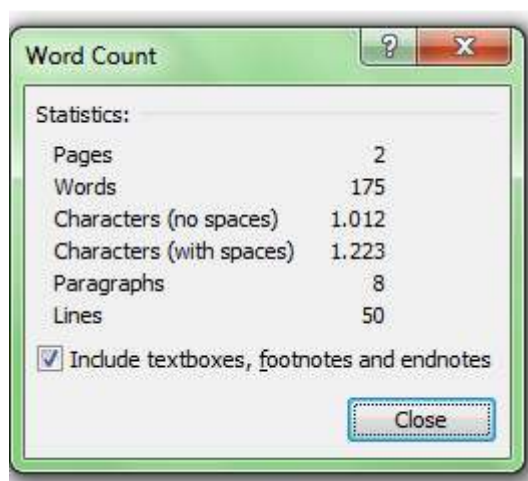 Word Count
Statistics:
Pages 2
Words 175
Characters (no spaces) 1.012
Characters (with spaces) 1.223
Paragraphs 8
Lines 50
Include textboxes, footnotes and endnotes
Close